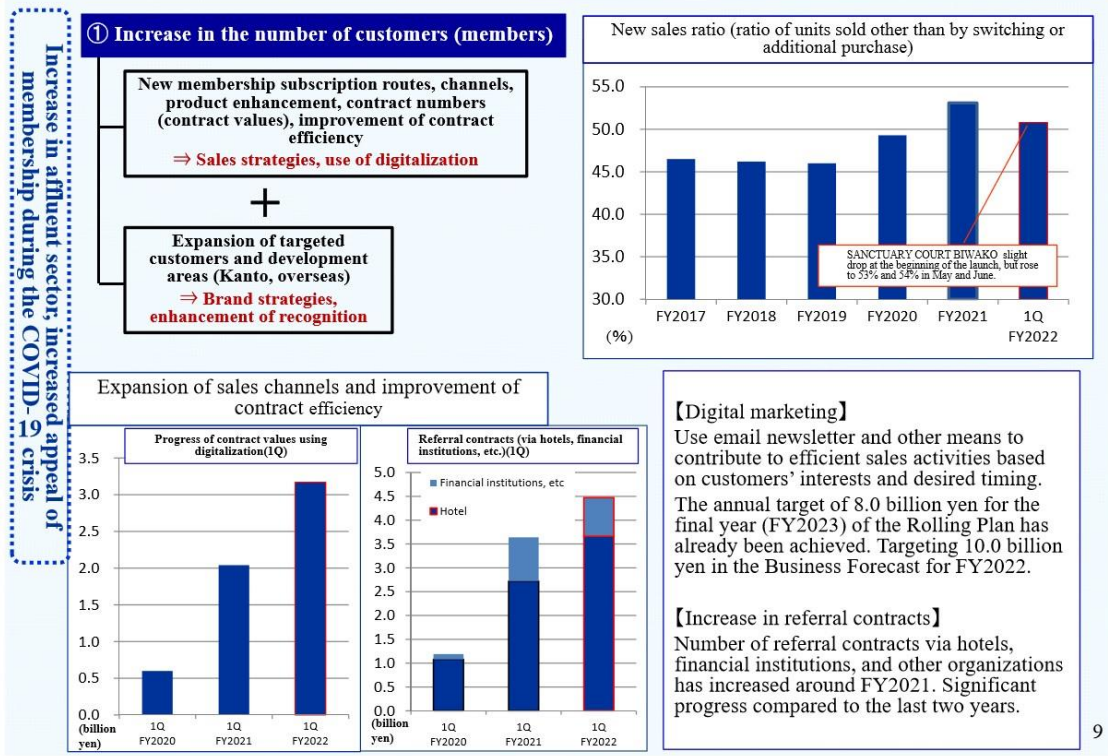 Increase in affluent sector, increased appeal of
membership during the COVID-19 crisis
① Increase in the number of customers (members)
New membership subscription routes, channels,
product enhancement, contract numbers
(contract values), improvement of contract
efficiency
⇒ Sales strategies, use of digitalization
+
Expansion of targeted
customers and development
areas (Kanto, overseas)
⇒ Brand strategies,
enhancement of recognition
New sales ratio (ratio of units sold other than by switching or
additional purchase)
55.0
50.0
45.0
40.0
35.0
30.0
SANCTUARY COURT BIWAKO slight
drop at the beginning of the launch, but rose
to 53% and 54% in May and June.
FY2017 FY2018 FY2019 FY2020 FY2021 1Q
FY2022
(%)
Expansion of sales channels and improvement of
contract efficiency
Progress of contract values using
digitalization(1Q)
3.5
3.0
2.5
2.0
1.5
1.0
0.5
0.0
(billion
yen)
1Q 1Q 1Q
FY2020 FY2021 FY2022
Referral contracts (via hotels, financial
institutions, etc.)(1Q)
5.0
4.5
4.0
3.5
3.0
2.5
2.0
1.5
1.0
0.5
0.0
Financial institutions, etc
Hotel
(billion
yen)
1Q 1Q 1Q
FY2020 FY2021 FY2022
【Digital marketing】
Use email newsletter and other means to
contribute to efficient sales activities based
on customers’ interests and desired timing.
The annual target of 8.0 billion yen for the
final year (FY2023) of the Rolling Plan has
already been achieved. Targeting 10.0 billion
yen in the Business Forecast for FY2022.
【Increase in referral contracts】
Number of referral contracts via hotels,
financial institutions, and other organizations
has increased around FY2021. Significant
progress compared to the last two years.
9